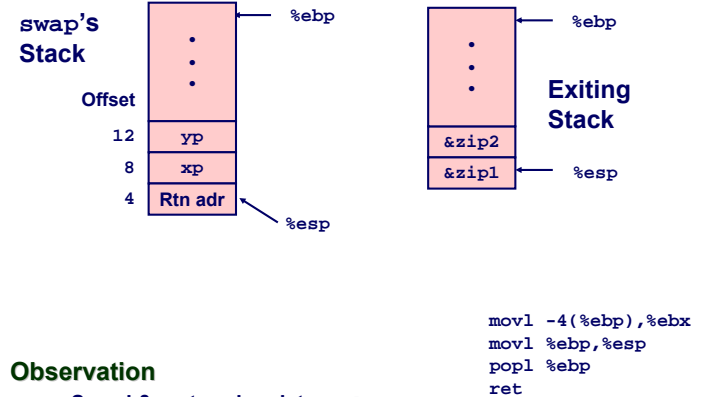 swap's
Stack
%ebp
Offset
12 yp
8 xp
4 Rtn adr
%esp
%ebp
Exiting
Stack
&zip2
&zip1
%esp
movl -4(%ebp),%ebx
movl %ebp,%esp
popl %ebp
ret
Observation